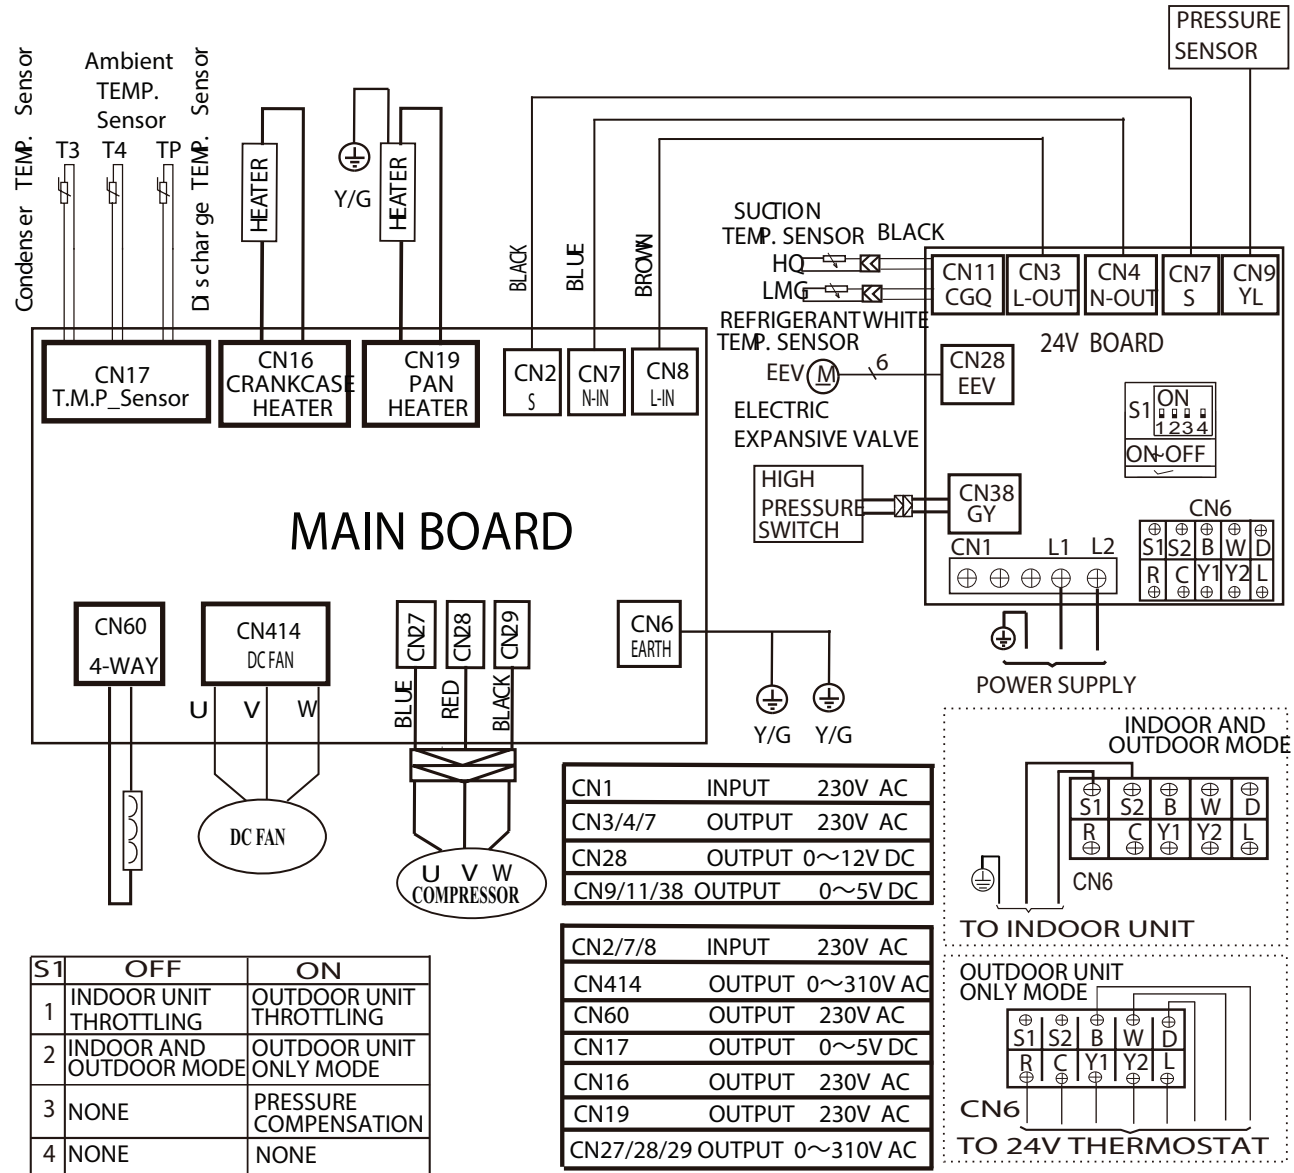 PRESSURE
SENSOR
Condenser TEMP. Sensor
Ambient
TEMP.
Sensor
Discharge TEMP. Sensor
T3
T4
TP
HEATER
Y/G
HEATER
BLACK
BLUE
BROWN
SUCTION
TEMP. SENSOR
BLACK
HQ
LMG
REFRIGERANT WHITE
TEMP. SENSOR
EEV
M
6
ELECTRIC
EXPANSIVE VALVE
HIGH
PRESSURE
SWITCH
CN11
CGQ
CN3
L-OUT
CN4
N-OUT
CN7
S
CN9
YL
24V BOARD
CN28
EEV
S1
ON
1234
ON~OFF
CN38
GY
CN6
S1 S2 B W D
R C Y1 Y2 L
CN1
L1
L2
POWER SUPPLY
CN17
T.M.P_Sensor
CN16
CRANKCASE
HEATER
CN19
PAN
HEATER
CN2
S
CN7
N-IN
CN8
L-IN
MAIN BOARD
CN60
4-WAY
CN414
DC FAN
CN27
CN28
CN29
CN6
EARTH
U
V
W
BLUE
RED
BLACK
Y/G
Y/G
DC FAN
U V W
COMPRESSOR
INDOOR AND
OUTDOOR MODE
S1 S2 B W D
R C Y1 Y2 L
CN6
TO INDOOR UNIT
CN1 INPUT 230V AC
CN3/4/7 OUTPUT 230V AC
CN28 OUTPUT 0～12V DC
CN9/11/38 OUTPUT 0～5V DC
CN2/7/8 INPUT 230V AC
CN414 OUTPUT 0～310V AC
CN60 OUTPUT 230V AC
CN17 OUTPUT 0～5V DC
CN16 OUTPUT 230V AC
CN19 OUTPUT 230V AC
CN27/28/29 OUTPUT 0～310V AC
OUTDOOR UNIT
ONLY MODE
S1 S2 B W D
R C Y1 Y2 L
CN6
TO 24V THERMOSTAT
S1 OFF ON
1 INDOOR UNIT THROTTLING OUTDOOR UNIT THROTTLING
2 INDOOR AND OUTDOOR MODE OUTDOOR UNIT ONLY MODE
3 NONE PRESSURE COMPENSATION
4 NONE NONE